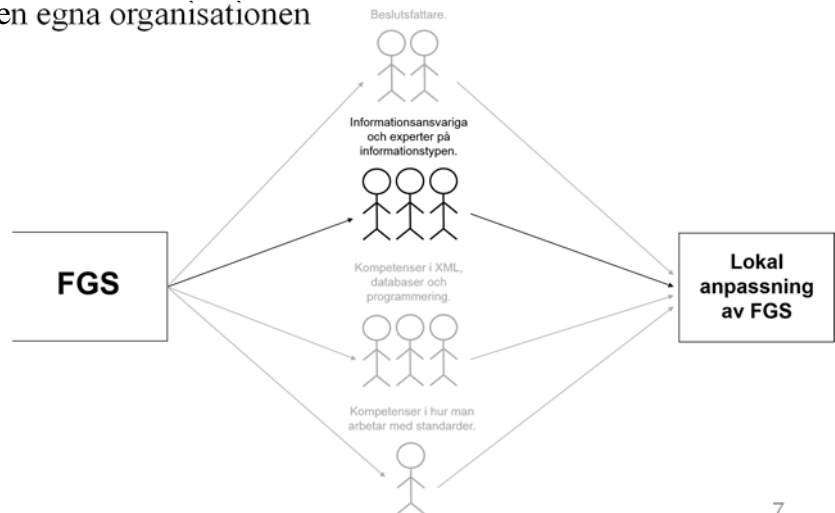 en egna organisationen
Beslutsfattare.
Informationsansvariga
och experter på
informationstypen.
FGS
Kompetenser i XML,
databaser och
programmering.
Lokal
anpassning
av FGS
Kompetenser i hur man
arbetar med standarder.
7